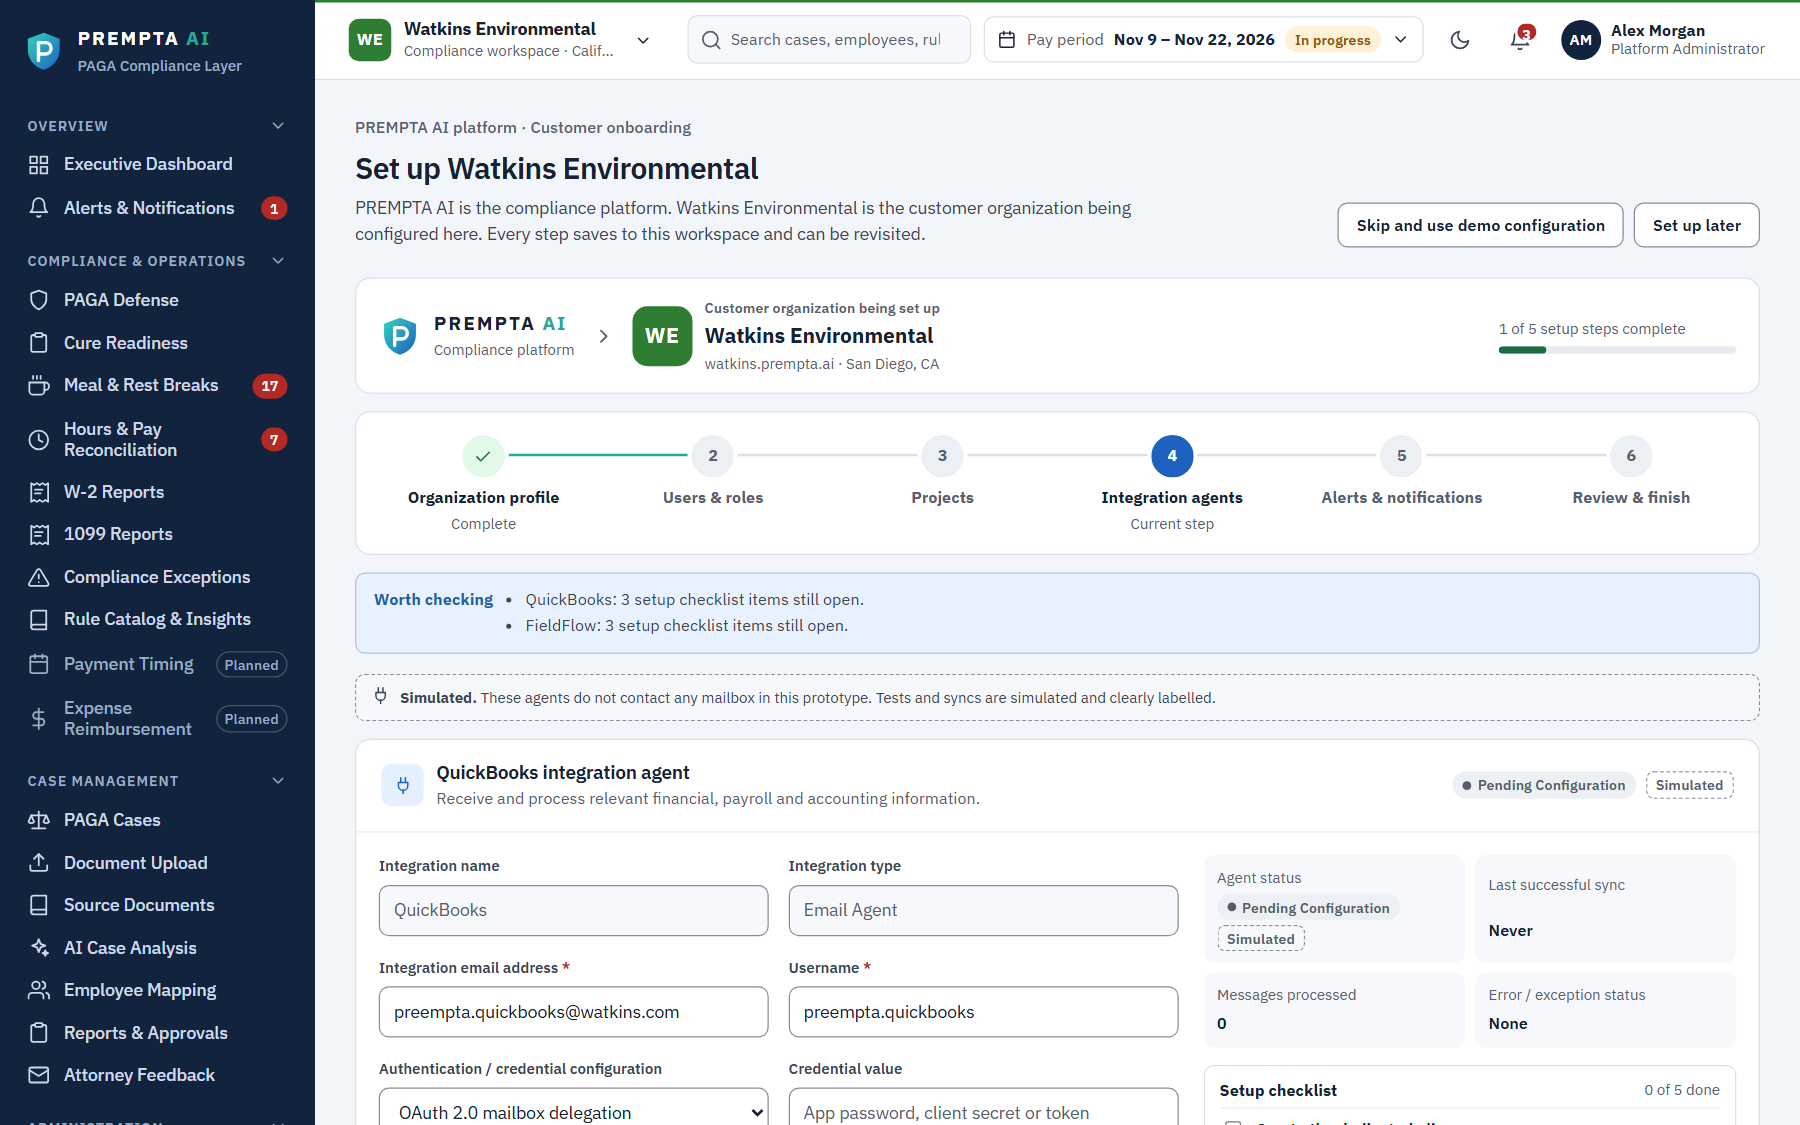 PREMPTA AI
PAGA Compliance Layer
OVERVIEW
Executive Dashboard
Alerts & Notifications
1
COMPLIANCE & OPERATIONS
PAGA Defense
Cure Readiness
Meal & Rest Breaks
17
Hours & Pay
Reconciliation
7
W-2 Reports
1099 Reports
Compliance Exceptions
Rule Catalog & Insights
Payment Timing
Planned
Expense
Reimbursement
Planned
CASE MANAGEMENT
PAGA Cases
Document Upload
Source Documents
AI Case Analysis
Employee Mapping
Reports & Approvals
Attorney Feedback
WE
Watkins Environmental
Compliance workspace · Calif...
Search cases, employees, rul
Pay period Nov 9 – Nov 22, 2026 In progress
3
AM
Alex Morgan
Platform Administrator
PREMPTA AI platform · Customer onboarding
Set up Watkins Environmental
PREMPTA AI is the compliance platform. Watkins Environmental is the customer organization being
configured here. Every step saves to this workspace and can be revisited.
Skip and use demo configuration
Set up later
PREMPTA AI
Compliance platform
WE
Customer organization being set up
Watkins Environmental
watkins.prempta.ai · San Diego, CA
1 of 5 setup steps complete
Organization profile
Complete
2
Users & roles
3
Projects
4
Integration agents
Current step
5
Alerts & notifications
6
Review & finish
Worch checking
• QuickBooks: 3 setup checklist items still open.
• FieldFlow: 3 setup checklist items still open.
Simulated. These agents do not contact any mailbox in this prototype. Tests and syncs are simulated and clearly labelled.
QuickBooks integration agent
Receive and process relevant financial, payroll and accounting information.
Pending Configuration
Simulated
Integration name
QuickBooks
Integration type
Email Agent
Integration email address *
preempta.quickbooks@watkins.com
Username *
preempta.quickbooks
Authentication / credential configuration
OAuth 2.0 mailbox delegation
Credential value
App password, client secret or token
Agent status
Pending Configuration
Simulated
Last successful sync
Never
Messages processed
0
Error / exception status
None
Setup checklist
0 of 5 done